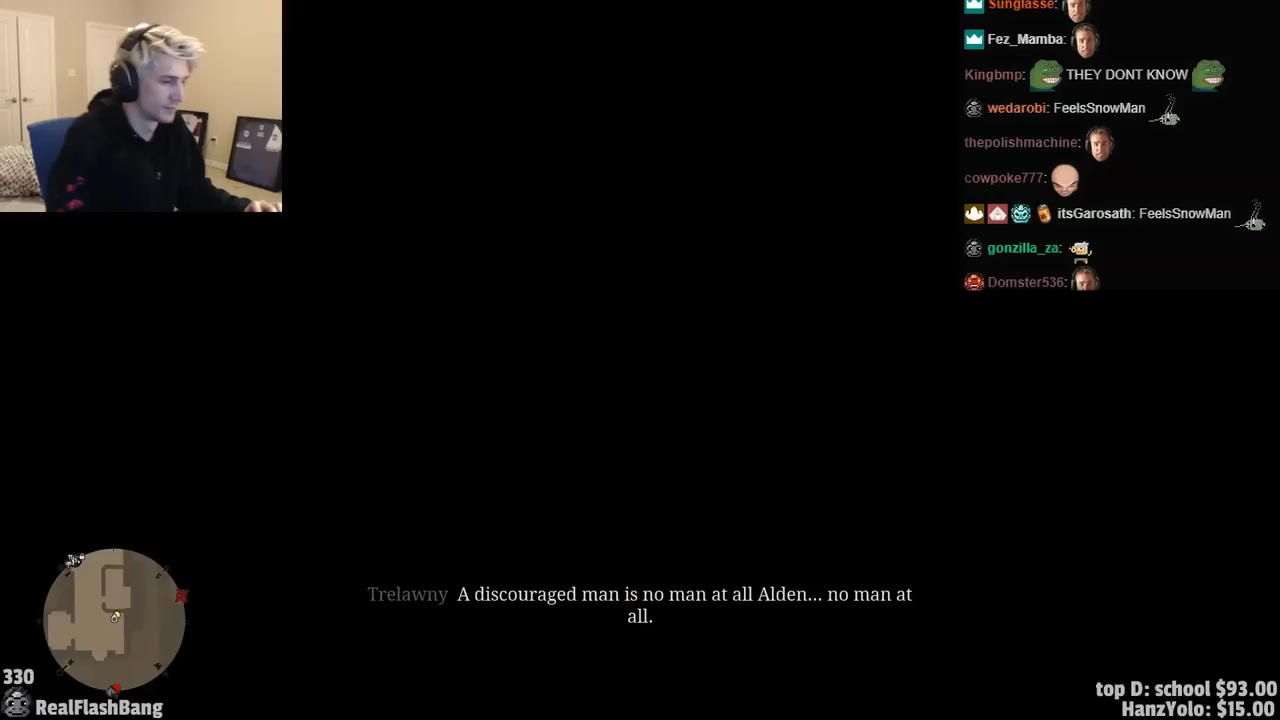 Sunglasse:
Fez_Mamba:
Kingbmp: THEY DONT KNOW
wedarobi: FeelsSnowMan
thepolishmachine:
cowpoke777:
itsGarosath: FeelsSnowMan
gonzilla_za:
Domster536:
Trelawny A discouraged man is no man at all Alden... no man at
all.
330
RealFlashBang
top D: school $93.00
HanzYolo: $15.00